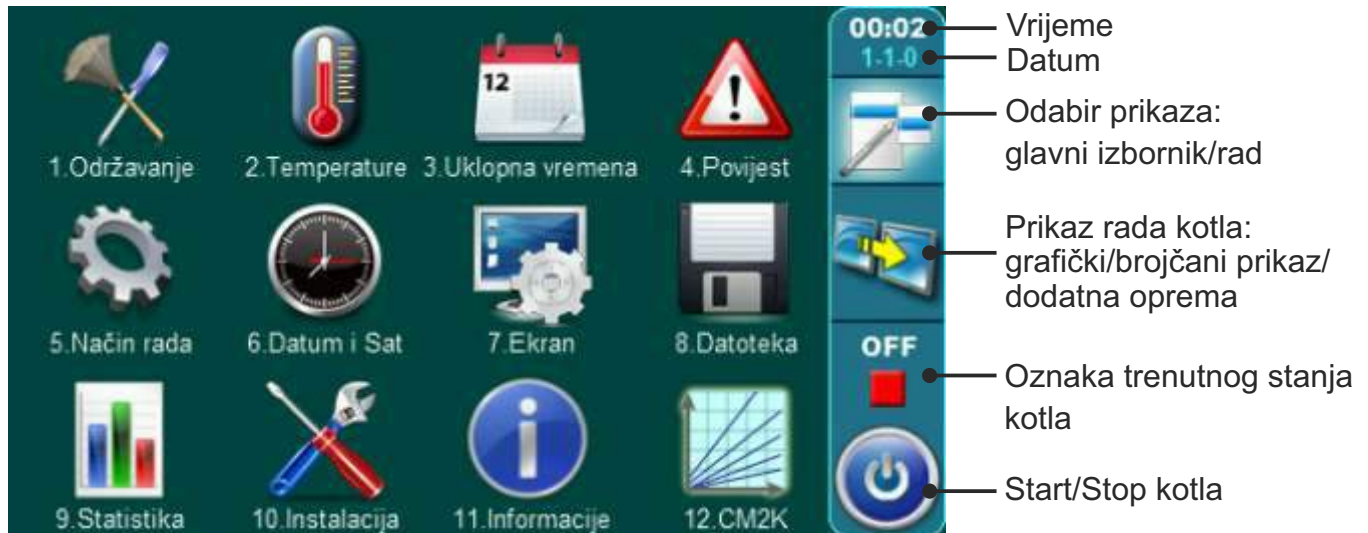 00:02
1-1-0
12
1.Održavanje
2.Temperature
3.Uklopna vremena
4.Povijest
5.Način rada
6.Datum i Sat
7.Ekran
8.Datoteka
OFF
9.Statistika
10.Instalacija
11.Informacije
12.CM2K
Vrijeme
Datum
Odabir prikaza:
glavni izbornik/rad
Prikaz rada kotla:
grafički/brojčani prikaz/
dodatna oprema
Oznaka trenutnog stanja
kotla
Start/Stop kotla